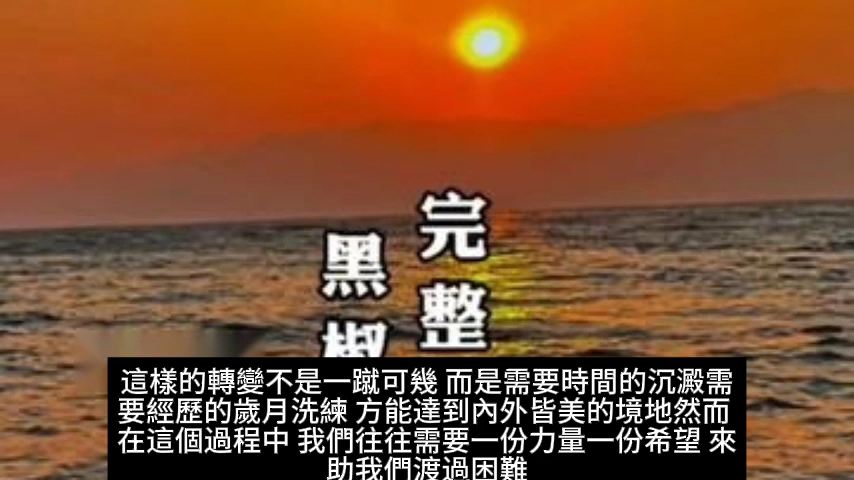 完整
黑椒
這樣的轉變不是一蹴可幾 而是需要時間的沉澱需
要經歷的歲月洗練 方能達到內外皆美的境地然而
在這個過程中 我們往往需要一份力量一份希望 來
助我們渡過困難